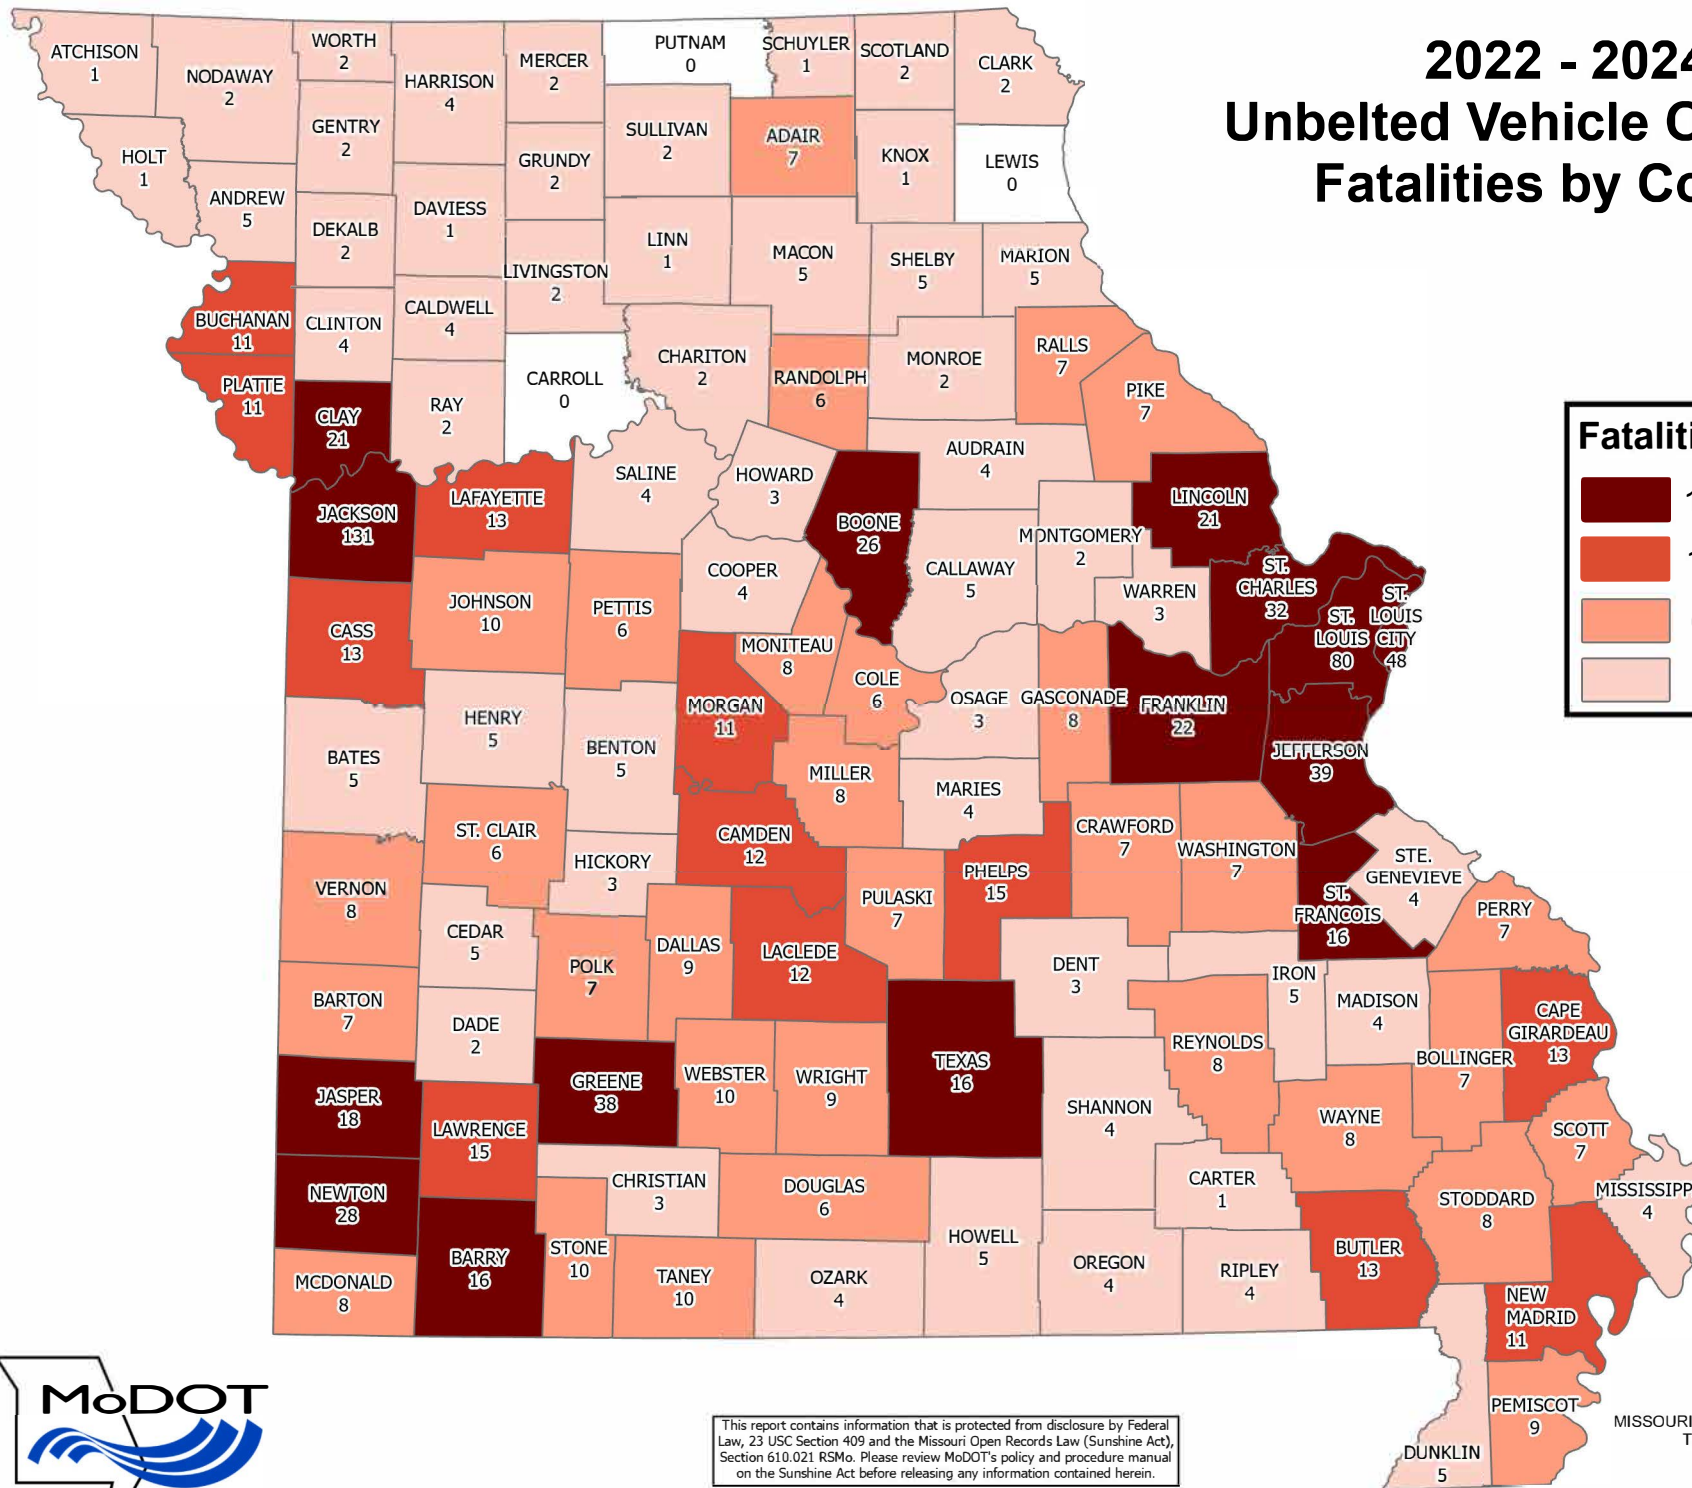 2022 - 2024
Unbelted Vehicle
Fatalities by
ATCHISON
1
NODAWAY
2
WORTH
2
HARRISON
4
MERCER
2
PUTNAM
0
SCHUYLER
1
SCOTLAND
2
CLARK
2
HOLT
1
ANDREW
5
GENTRY
2
DEKALB
2
DAVIESS
1
GRUNDY
2
SULLIVAN
2
ADAIR
7
KNOX
1
LEWIS
0
LIVINGSTON
2
LINN
1
MACON
5
SHELBY
5
MARION
5
BUCHANAN
11
CLINTON
4
CALDWELL
4
PLATTE
11
CLAY
21
RAY
2
CARROLL
0
CHARITON
2
RANDOLPH
6
MONROE
2
RALLS
7
PIKE
7
AUDRAIN
4
JACKSON
131
LAFAYETTE
13
SALINE
4
HOWARD
3
BOONE
26
CALLAWAY
5
MONTGOMERY
2
LINCOLN
21
WARREN
3
ST.
CHARLES
32
ST.
LOUIS
80
ST.
LOUIS
CITY
48
CASS
13
JOHNSON
10
PETTIS
6
COOPER
4
MONITEAU
8
COLE
6
OSAGE
3
GASCONADE
8
FRANKLIN
22
JEFFERSON
39
BATES
5
HENRY
5
BENTON
5
MORGAN
11
MILLER
8
MARIES
4
CAMDEN
12
ST. CLAIR
6
HICKORY
3
VERNON
8
CEDAR
5
POLK
7
DALLAS
9
LACLEDE
12
PULASKI
7
PHELPS
15
CRAWFORD
7
WASHINGTON
7
ST.
FRANCOIS
16
STE.
GENEVIEVE
4
PERRY
7
BARTON
7
DADE
2
DENT
3
IRON
5
MADISON
4
CAPE
GIRARDEAU
13
BOLLINGER
7
REYNOLDS
8
TEXAS
16
JASPER
18
LAWRENCE
15
GREENE
38
WEBSTER
10
WRIGHT
9
SHANNON
4
WAYNE
8
SCOTT
7
NEWTON
28
BARRY
16
STONE
10
CHRISTIAN
3
DOUGLAS
6
HOWELL
5
CARTER
1
STODDARD
8
MISSISSIPP
4
MCDONALD
8
TANEY
10
OZARK
4
OREGON
4
RIPLEY
4
BUTLER
13
NEW
MADRID
11
PEMISCOT
9
DUNKLIN
5
MoDOT
This report contains information that is protected from disclosure by Federal
Law, 23 USC Section 409 and the Missouri Open Records Law (Sunshine Act),
Section 610.021 RSMo. Please review MoDOT's policy and procedure manual
on the Sunshine Act before releasing any information contained herein.
MISSOURI